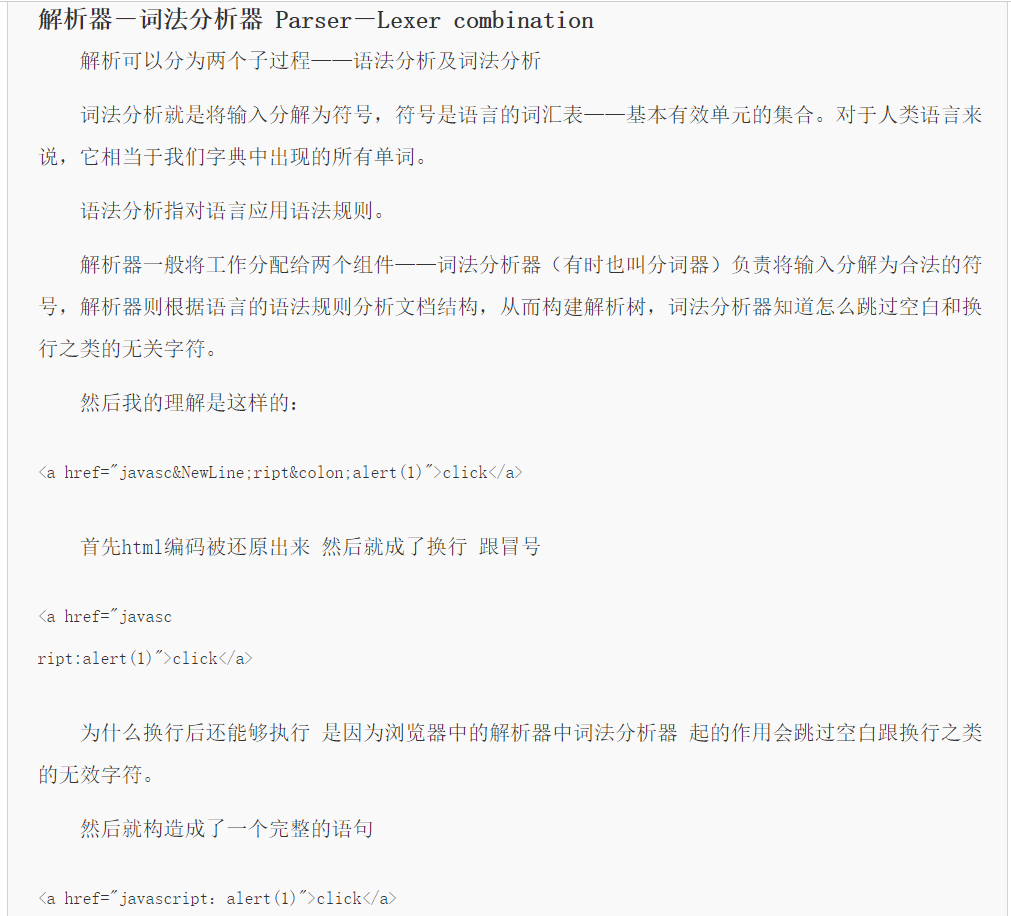 解析器－词法分析器 Parser－Lexer combination
解析可以分为两个子过程——语法分析及词法分析
词法分析就是将输入分解为符号，符号是语言的词汇表——基本有效单元的集合。对于人类语言来
说，它相当于我们字典中出现的所有单词。
语法分析指对语言应用语法规则。
解析器一般将工作分配给两个组件——词法分析器（有时也叫分词器）负责将输入分解为合法的符
号，解析器则根据语言的语法规则分析文档结构，从而构建解析树，词法分析器知道怎么跳过空白和换
行之类的无关字符。
然后我的理解是这样的：
<a href="javasc&NewLine;ript&colon;alert(1)">click</a>
首先html编码被还原出来 然后就成了换行 跟冒号
<a href="javasc
ript:alert(1)">click</a>
为什么换行后还能够执行 是因为浏览器中的解析器中词法分析器 起的作用会跳过空白跟换行之类
的无效字符。
然后就构造成了一个完整的语句
<a href="javascript：alert(1)">click</a>